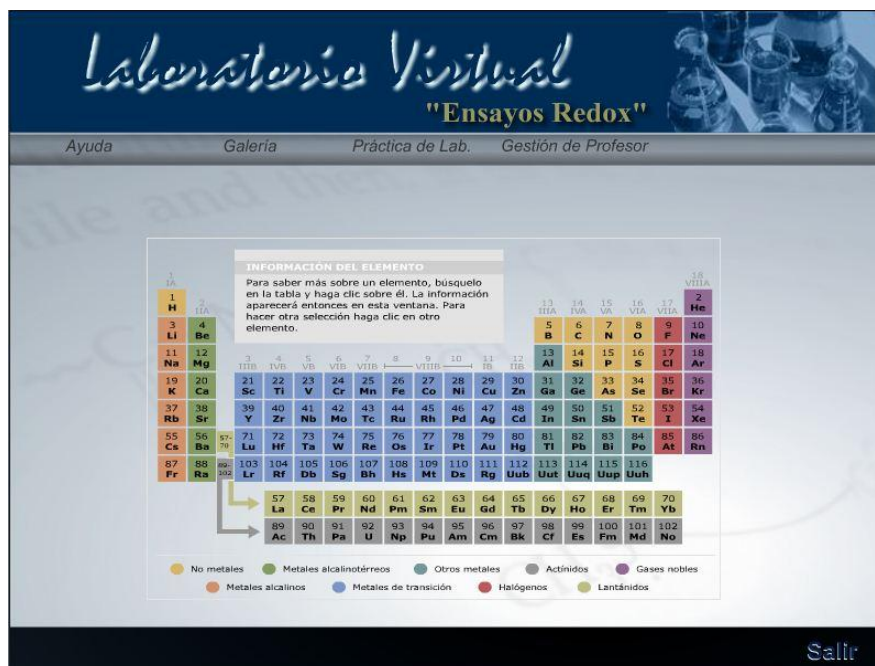 Laboratorio Virtual
"Ensayos Redox"
Ayuda Galería Práctica de Lab. Gestión de Profesor
INFORMACIÓN DEL ELEMENTO
Para saber más sobre un elemento, búsquelo
en la tabla y haga clic sobre él. La información
aparecerá entonces en esta ventana. Para
hacer otra selección haga clic en otro
elemento.
1 18
IA VIIIA
1 2 13 14 15 16 17 2
H IIA IIIA IVA VA VIA VIIA He
3 4 5 6 7 8 9 10
Li Be B C N O F Ne
11 12 13 14 15 16 17 18
Na Mg Al Si P S Cl Ar
3 4 5 6 7 8 9 10 11 12
IIIB IVB VB VIB VIIB VIIIB IB IIB
19 20 21 22 23 24 25 26 27 28 29 30 31 32 33 34 35 36
K Ca Sc Ti V Cr Mn Fe Co Ni Cu Zn Ga Ge As Se Br Kr
37 38 39 40 41 42 43 44 45 46 47 48 49 50 51 52 53 54
Rb Sr Y Zr Nb Mo Tc Ru Rh Pd Ag Cd In Sn Sb Te I Xe
55 56 57-70 71 72 73 74 75 76 77 78 79 80 81 82 83 84 85 86
Cs Ba Lu Hf Ta W Re Os Ir Pt Au Hg Tl Pb Bi Po At Rn
87 88 89-102 103 104 105 106 107 108 109 110 111 112 113 114 115 116
Fr Ra Lr Rf Db Sg Bh Hs Mt Ds Rg Uub Uut Uuq Uup Uuh
57 58 59 60 61 62 63 64 65 66 67 68 69 70
La Ce Pr Nd Pm Sm Eu Gd Tb Dy Ho Er Tm Yb
89 90 91 92 93 94 95 96 97 98 99 100 101 102
Ac Th Pa U Np Pu Am Cm Bk Cf Es Fm Md No
No metales Metales alcalinotérreos Otros metales Actínidos Gases nobles
Metales alcalinos Metales de transición Halógenos Lantánidos
Salir